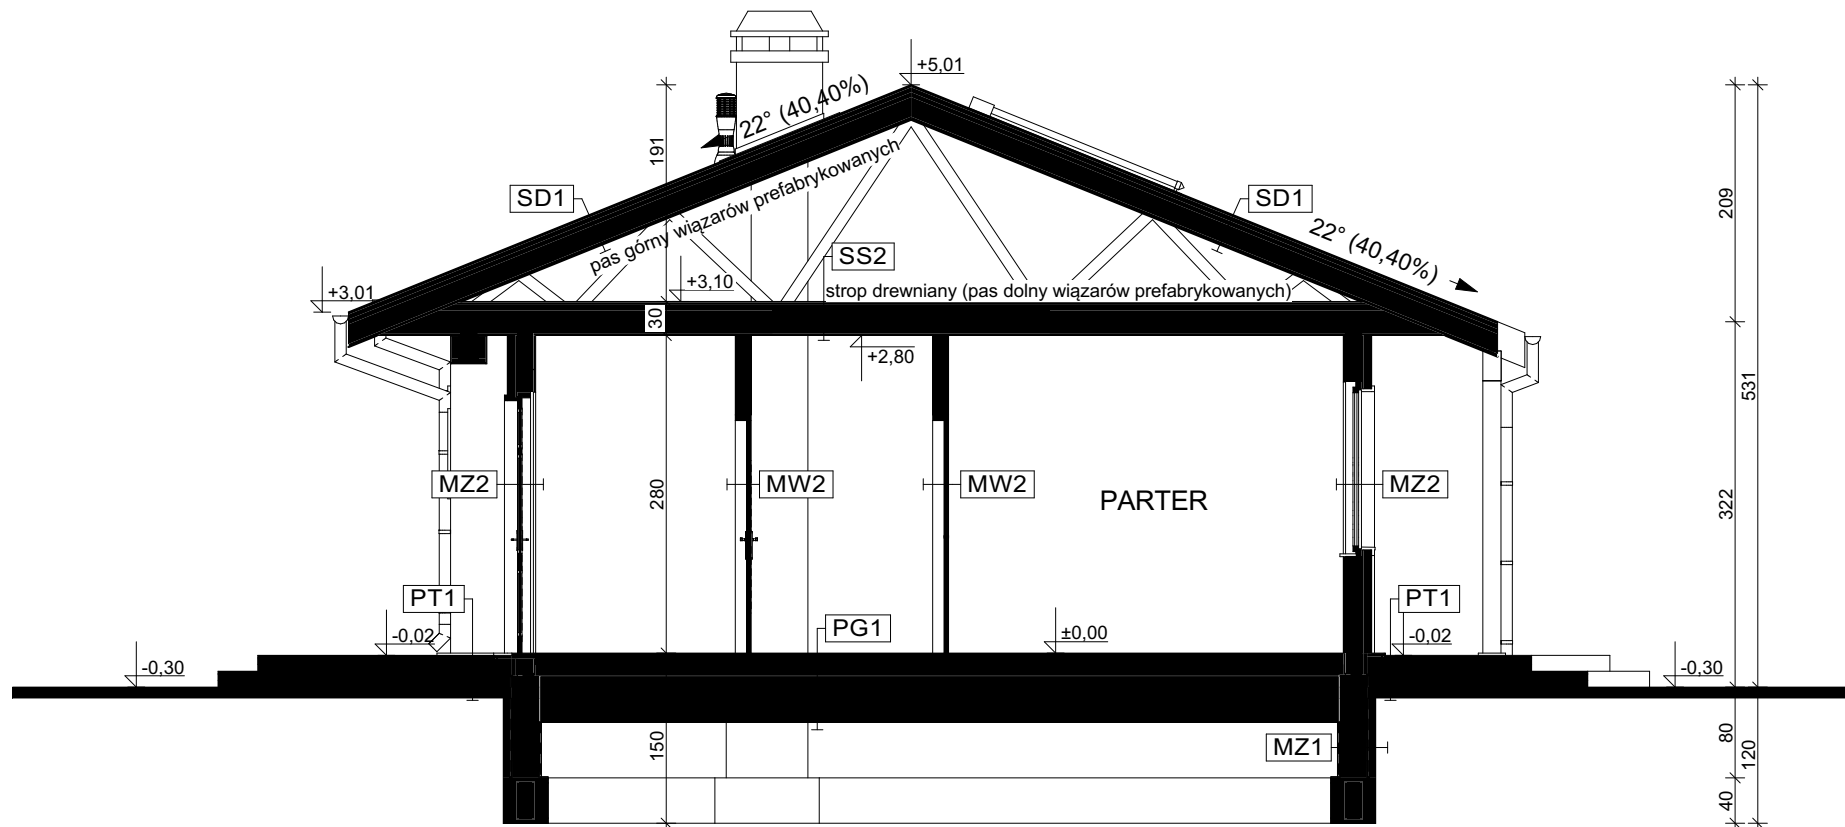 +5,01
22° (40,40%)
191
209
pas górny wiązarów prefabrykowanych
SD1
SD1
22° (40,40%)
SS2
+3,01
+3,10
strop drewniany (pas dolny wiązarów prefabrykowanych)
30
+2,80
531
MZ2
280
MW2
MW2
PARTER
MZ2
322
PT1
PG1
PT1
-0,02
±0,00
-0,02
-0,30
-0,30
150
MZ1
80
120
40